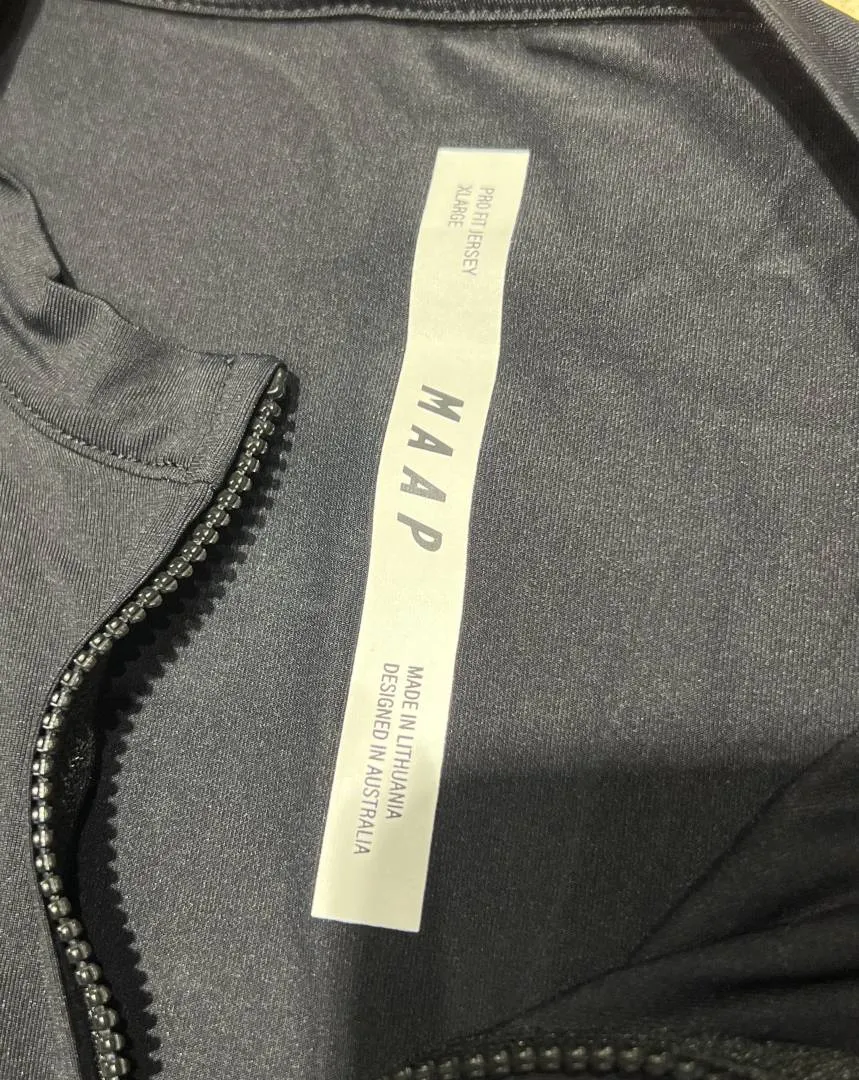 PRO FIT JERSEY
XLARGE
MAAP
MADE IN LITHUANIA
DESIGNED IN AUSTRALIA